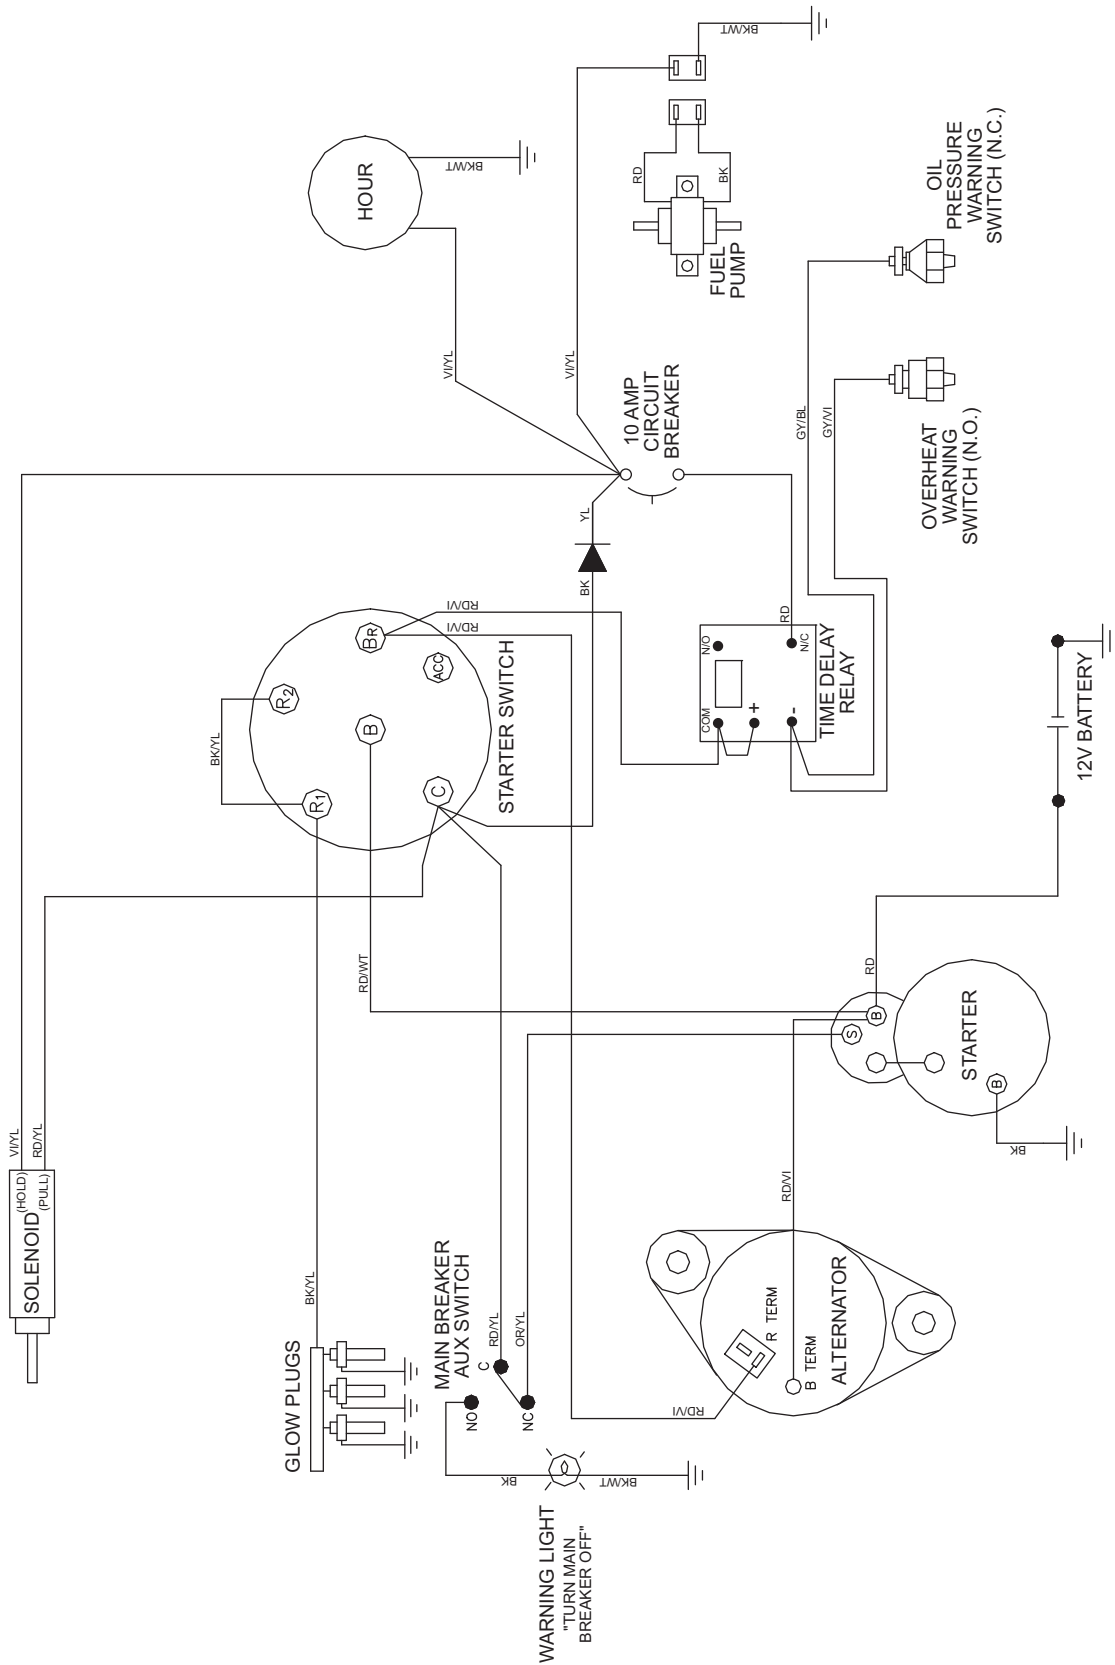 SOLENOID
(HOLD)
(PULL)
VI/YL
RD/YL
GLOW PLUGS
BK/YL
BK/YL
R1
R2
B
BR
ACC
C
STARTER SWITCH
RD/WT
RD/VI
RD/VI
HOUR
BK/WT
VI/YL
VI/YL
BK
YL
10 AMP
CIRCUIT
BREAKER
RD
BK
FUEL
PUMP
BK/WT
MAIN BREAKER
AUX SWITCH
C
NO
NC
RD/YL
OR/YL
WARNING LIGHT
"TURN MAIN
BREAKER OFF"
BK
BK/WT
RD/VI
R TERM
B TERM
ALTERNATOR
RD/VI
COM
N/O
+
-
N/C
RD
TIME DELAY
RELAY
GY/BL
GY/VI
OVERHEAT
WARNING
SWITCH (N.O.)
OIL
PRESSURE
WARNING
SWITCH (N.C.)
S
B
B
STARTER
RD
BK
12V BATTERY